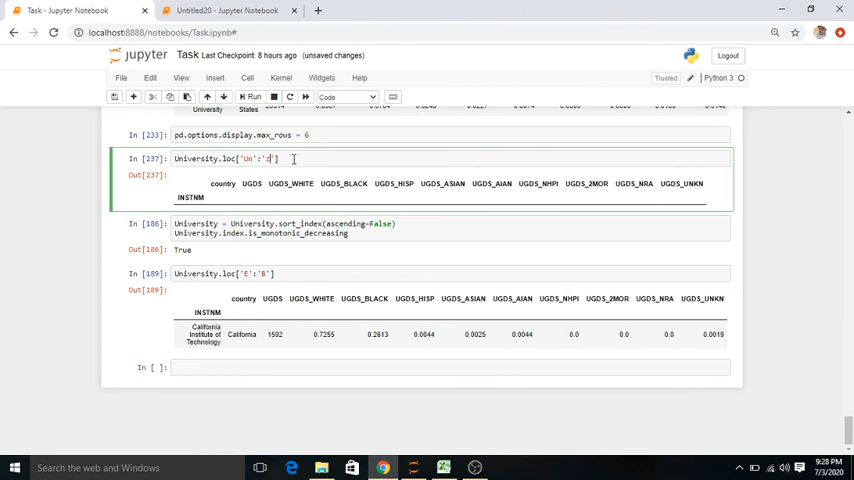 Task - Jupyter Notebook
Untitled20 - Jupyter Notebook
localhost:8888/notebooks/Task.ipynb#
jupyter Task Last Checkpoint: 8 hours ago (unsaved changes)
Logout
File Edit View Insert Cell Kernel Widgets Help
Trusted Python 3
Run Code
University States
In [233]: pd.options.display.max_rows = 6
In [237]: University.loc['Un':'z']
Out[237]:
country UGDS UGDS_WHITE UGDS_BLACK UGDS_HISP UGDS_ASIAN UGDS_AIAN UGDS_NHPI UGDS_2MOR UGDS_NRA UGDS_UNKN
INSTNM
In [186]: University = University.sort_index(ascending=False)
University.index.is_monotonic_decreasing
Out[186]: True
In [189]: University.loc['E':'B']
Out[189]:
country UGDS UGDS_WHITE UGDS_BLACK UGDS_HISP UGDS_ASIAN UGDS_AIAN UGDS_NHPI UGDS_2MOR UGDS_NRA UGDS_UNKN
INSTNM
California
Institute of California 1592 0.7255 0.2613 0.0044 0.0025 0.0044 0.0 0.0 0.0 0.0019
Technology
In [ ]:
Search the web and Windows
9:28 PM
7/3/2020